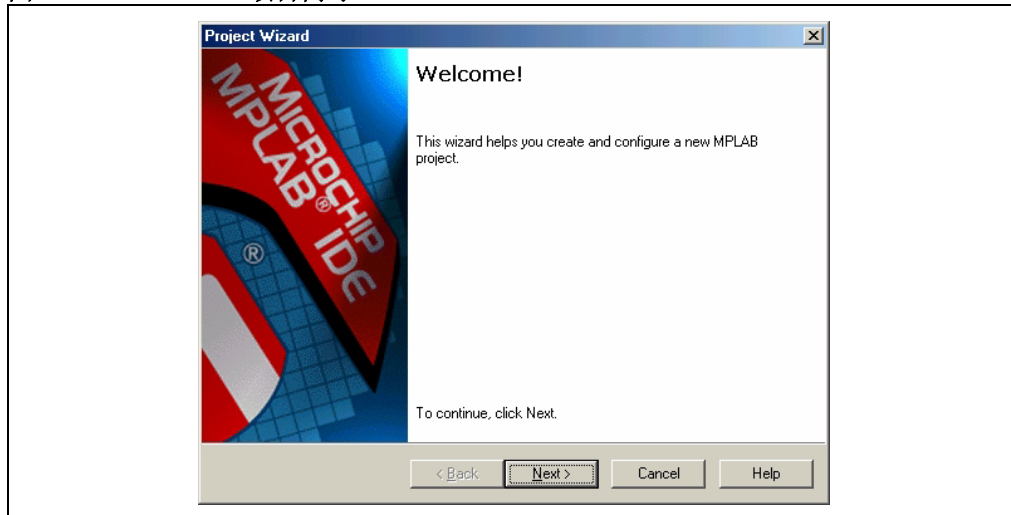 Project Wizard
MICROCHIP
MPLAB® IDE
®
Welcome!
This wizard helps you create and configure a new MPLAB
project.
To continue, click Next.
< Back
Next >
Cancel
Help